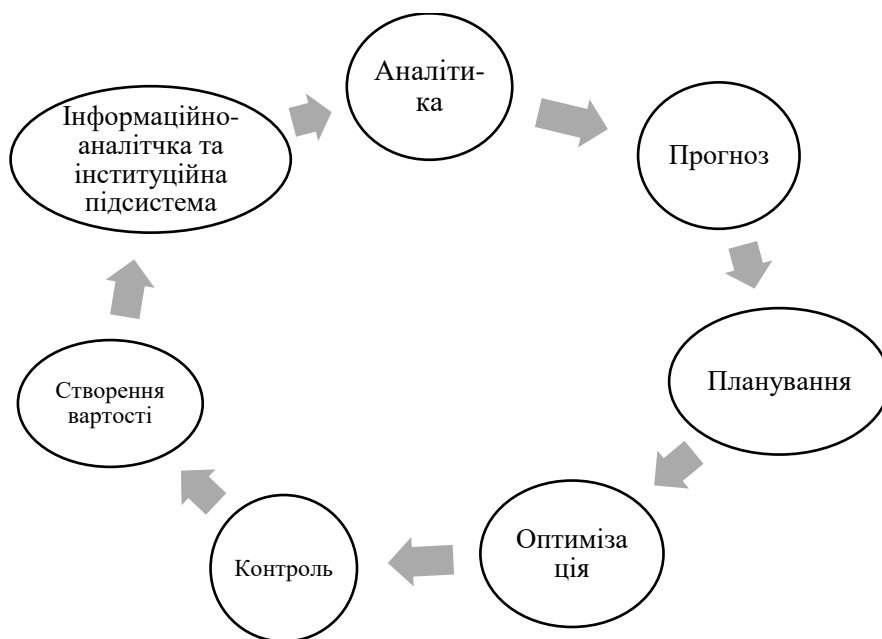 Аналіти-
ка
Прогноз
Планування
Оптиміза
ція
Контроль
Створення
вартості
Інформаційно-
аналітчка та
інституційна
підсистема